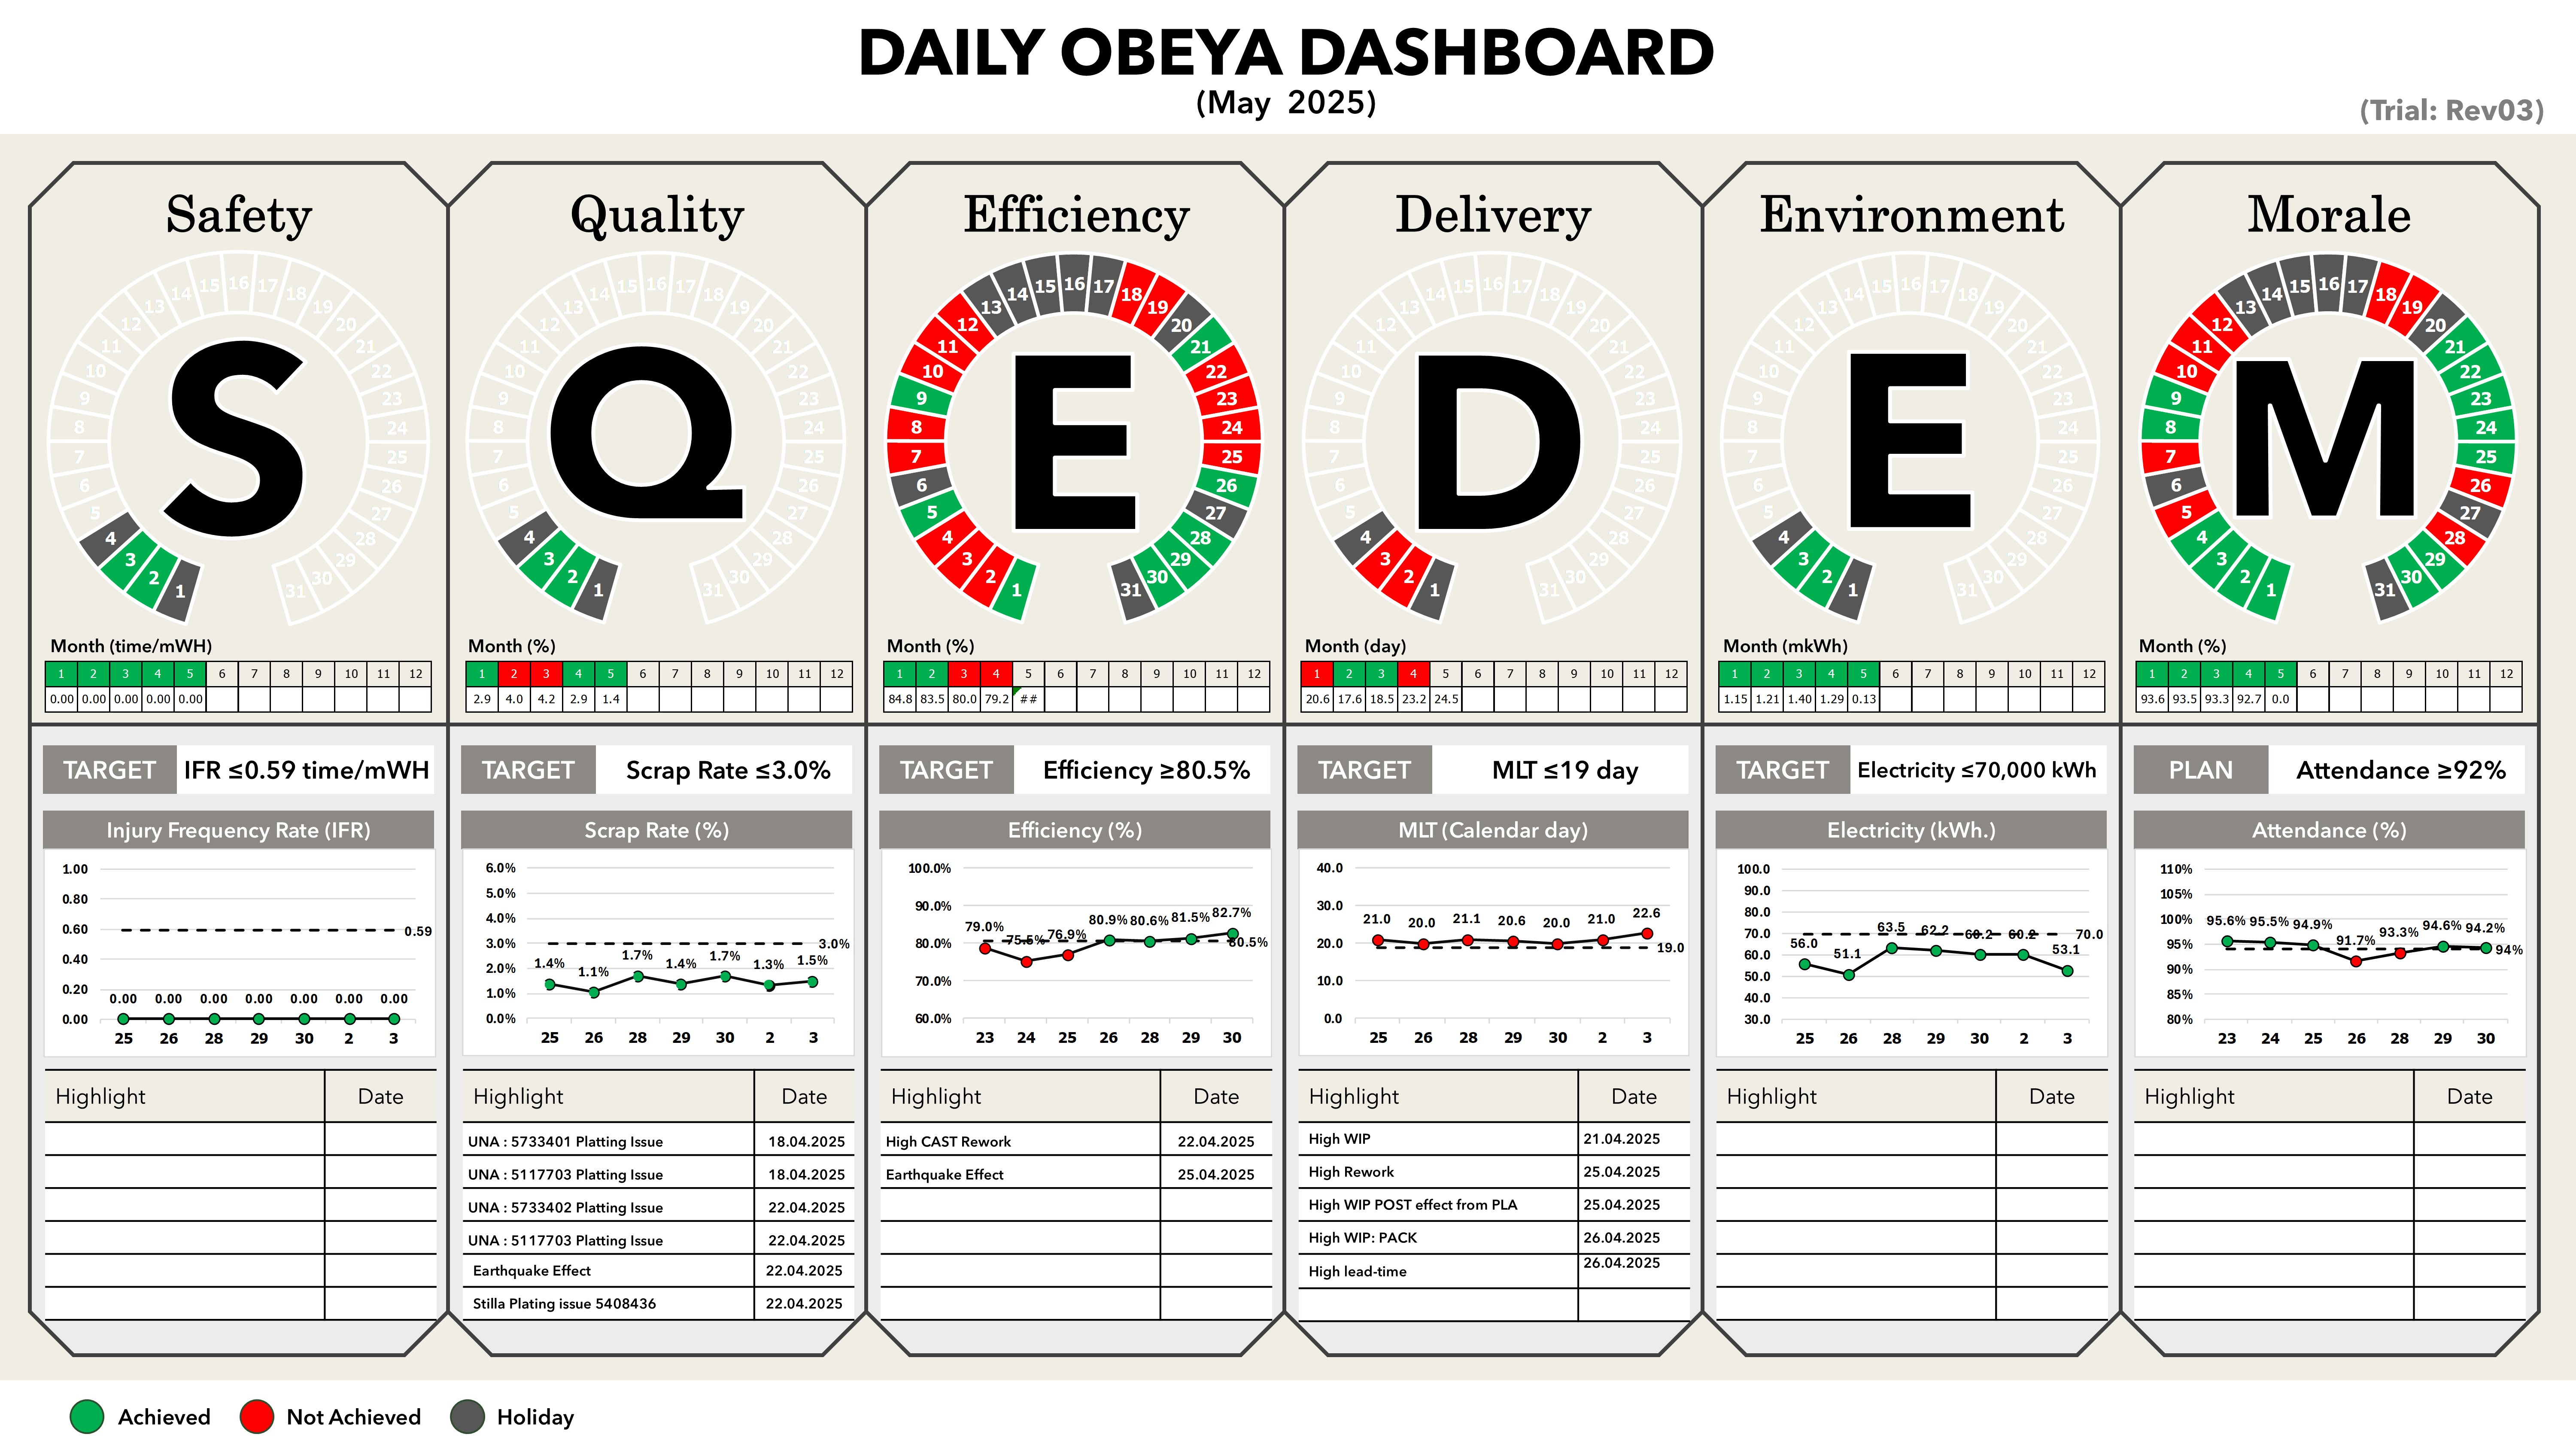 DAILY OBEYA DASHBOARD
(May 2025)
(Trial: Rev03)
Safety
1 2 3 4 5 6 7 8 9 10 11 12 13 14 15 16 17 18 19 20 21 22 23 24 25 26 27 28 29 30 31
S
Month (time/mWH)
1 2 3 4 5 6 7 8 9 10 11 12
0.00 0.00 0.00 0.00 0.00
TARGET IFR ≤0.59 time/mWH
Injury Frequency Rate (IFR)
1.00
0.80
0.60
0.59
0.40
0.20
0.00 0.00 0.00 0.00 0.00 0.00 0.00
0.00
25 26 28 29 30 2 3
Highlight Date
Quality
1 2 3 4 5 6 7 8 9 10 11 12 13 14 15 16 17 18 19 20 21 22 23 24 25 26 27 28 29 30 31
Q
Month (%)
1 2 3 4 5 6 7 8 9 10 11 12
2.9 4.0 4.2 2.9 1.4
TARGET Scrap Rate ≤3.0%
Scrap Rate (%)
6.0%
5.0%
4.0%
3.0%
3.0%
2.0%
1.4% 1.1% 1.7% 1.4% 1.7% 1.3% 1.5%
1.0%
0.0%
25 26 28 29 30 2 3
Highlight Date
UNA : 5733401 Platting Issue 18.04.2025
UNA : 5117703 Platting Issue 18.04.2025
UNA : 5733402 Platting Issue 22.04.2025
UNA : 5117703 Platting Issue 22.04.2025
Earthquake Effect 22.04.2025
Stilla Plating issue 5408436 22.04.2025
Efficiency
1 2 3 4 5 6 7 8 9 10 11 12 13 14 15 16 17 18 19 20 21 22 23 24 25 26 27 28 29 30 31
E
Month (%)
1 2 3 4 5 6 7 8 9 10 11 12
84.8 83.5 80.0 79.2 ##
TARGET Efficiency ≥80.5%
Efficiency (%)
100.0%
90.0%
79.0% 75.5% 76.9% 80.9% 80.6% 81.5% 82.7%
80.0%
80.5%
70.0%
60.0%
23 24 25 26 28 29 30
Highlight Date
High CAST Rework 22.04.2025
Earthquake Effect 25.04.2025
Delivery
1 2 3 4 5 6 7 8 9 10 11 12 13 14 15 16 17 18 19 20 21 22 23 24 25 26 27 28 29 30 31
D
Month (day)
1 2 3 4 5 6 7 8 9 10 11 12
20.6 17.6 18.5 23.2 24.5
TARGET MLT ≤19 day
MLT (Calendar day)
40.0
30.0
21.0 20.0 21.1 20.6 20.0 21.0 22.6
20.0
19.0
10.0
0.0
25 26 28 29 30 2 3
Highlight Date
High WIP 21.04.2025
High Rework 25.04.2025
High WIP POST effect from PLA 25.04.2025
High WIP: PACK 26.04.2025
High lead-time 26.04.2025
Environment
1 2 3 4 5 6 7 8 9 10 11 12 13 14 15 16 17 18 19 20 21 22 23 24 25 26 27 28 29 30 31
E
Month (mkWh)
1 2 3 4 5 6 7 8 9 10 11 12
1.15 1.21 1.40 1.29 0.13
TARGET Electricity ≤70,000 kWh
Electricity (kWh.)
100.0
90.0
80.0
70.0
70.0
56.0 51.1 63.5 62.2 60.2 60.2 53.1
60.0
50.0
40.0
30.0
25 26 28 29 30 2 3
Highlight Date
Morale
1 2 3 4 5 6 7 8 9 10 11 12 13 14 15 16 17 18 19 20 21 22 23 24 25 26 27 28 29 30 31
M
Month (%)
1 2 3 4 5 6 7 8 9 10 11 12
93.6 93.5 93.3 92.7 0.0
PLAN Attendance ≥92%
Attendance (%)
110%
105%
100%
95.6% 95.5% 94.9% 91.7% 93.3% 94.6% 94.2%
95%
94%
90%
85%
80%
23 24 25 26 28 29 30
Highlight Date
Achieved Not Achieved Holiday